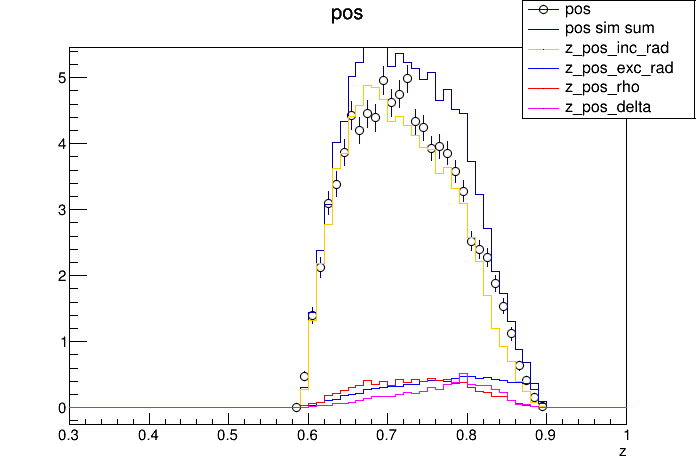 pos
pos
pos sim sum
z_pos_inc_rad
z_pos_exc_rad
z_pos_rho
z_pos_delta
5
4
3
2
1
0
0.3 0.4 0.5 0.6 0.7 0.8 0.9 1
z